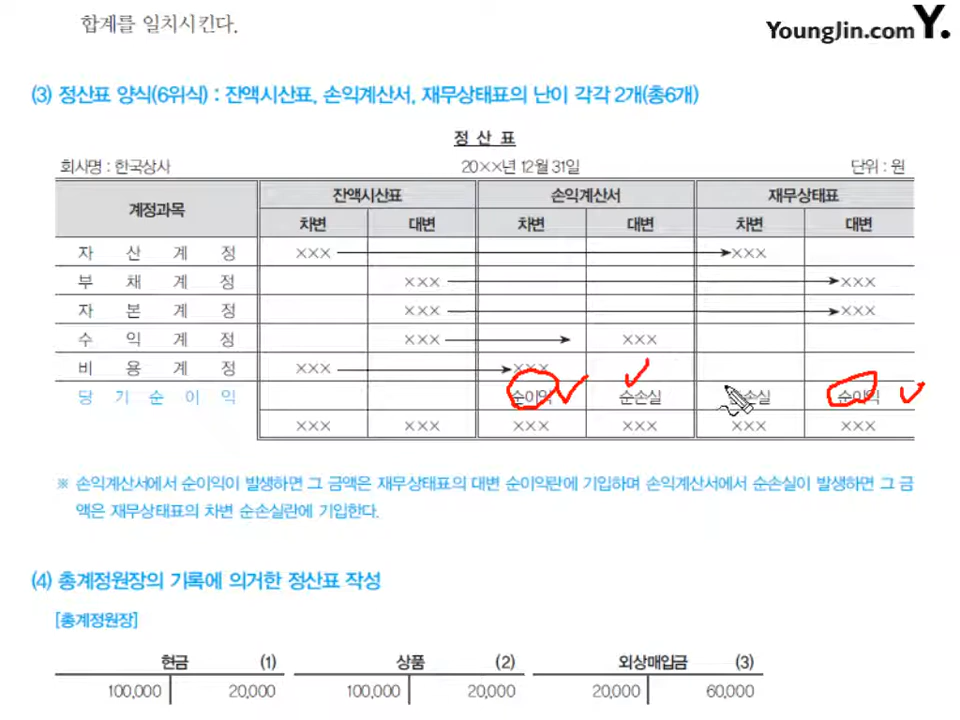 합계를 일치시킨다.
YoungJin.com Y.
(3) 정산표 양식(6위식) : 잔액시산표, 손익계산서, 재무상태표의 난이 각각 2개(총6개)
정 산 표
회사명 : 한국상사 20××년 12월 31일 단위 : 원
계정과목 잔액시산표 손익계산서 재무상태표
차변 대변 차변 대변 차변 대변
자 산 계 정 ××× ×××
부 채 계 정 ××× ×××
자 본 계 정 ××× ×××
수 익 계 정 ××× ×××
비 용 계 정 ××× ×××
당 기 순 이 익 순이익 순손실 순손실 순이익
××× ××× ××× ××× ××× ×××
※ 손익계산서에서 순이익이 발생하면 그 금액은 재무상태표의 대변 순이익란에 기입하며 손익계산서에서 순손실이 발생하면 그 금
액은 재무상태표의 차변 순손실란에 기입한다.
(4) 총계정원장의 기록에 의거한 정산표 작성
[총계정원장]
현금 (1) 상품 (2) 외상매입금 (3)
100,000 20,000 100,000 20,000 20,000 60,000